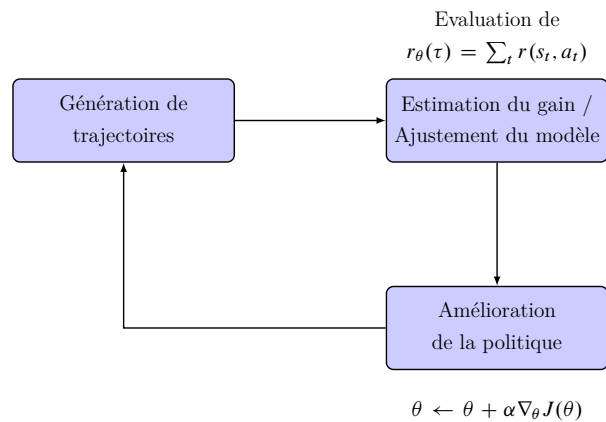 Evaluation de
r_θ(τ) = ∑_t r(s_t, a_t)
Génération de
trajectoires
Estimation du gain /
Ajustement du modèle
Amélioration
de la politique
θ ← θ + α∇_θ J(θ)